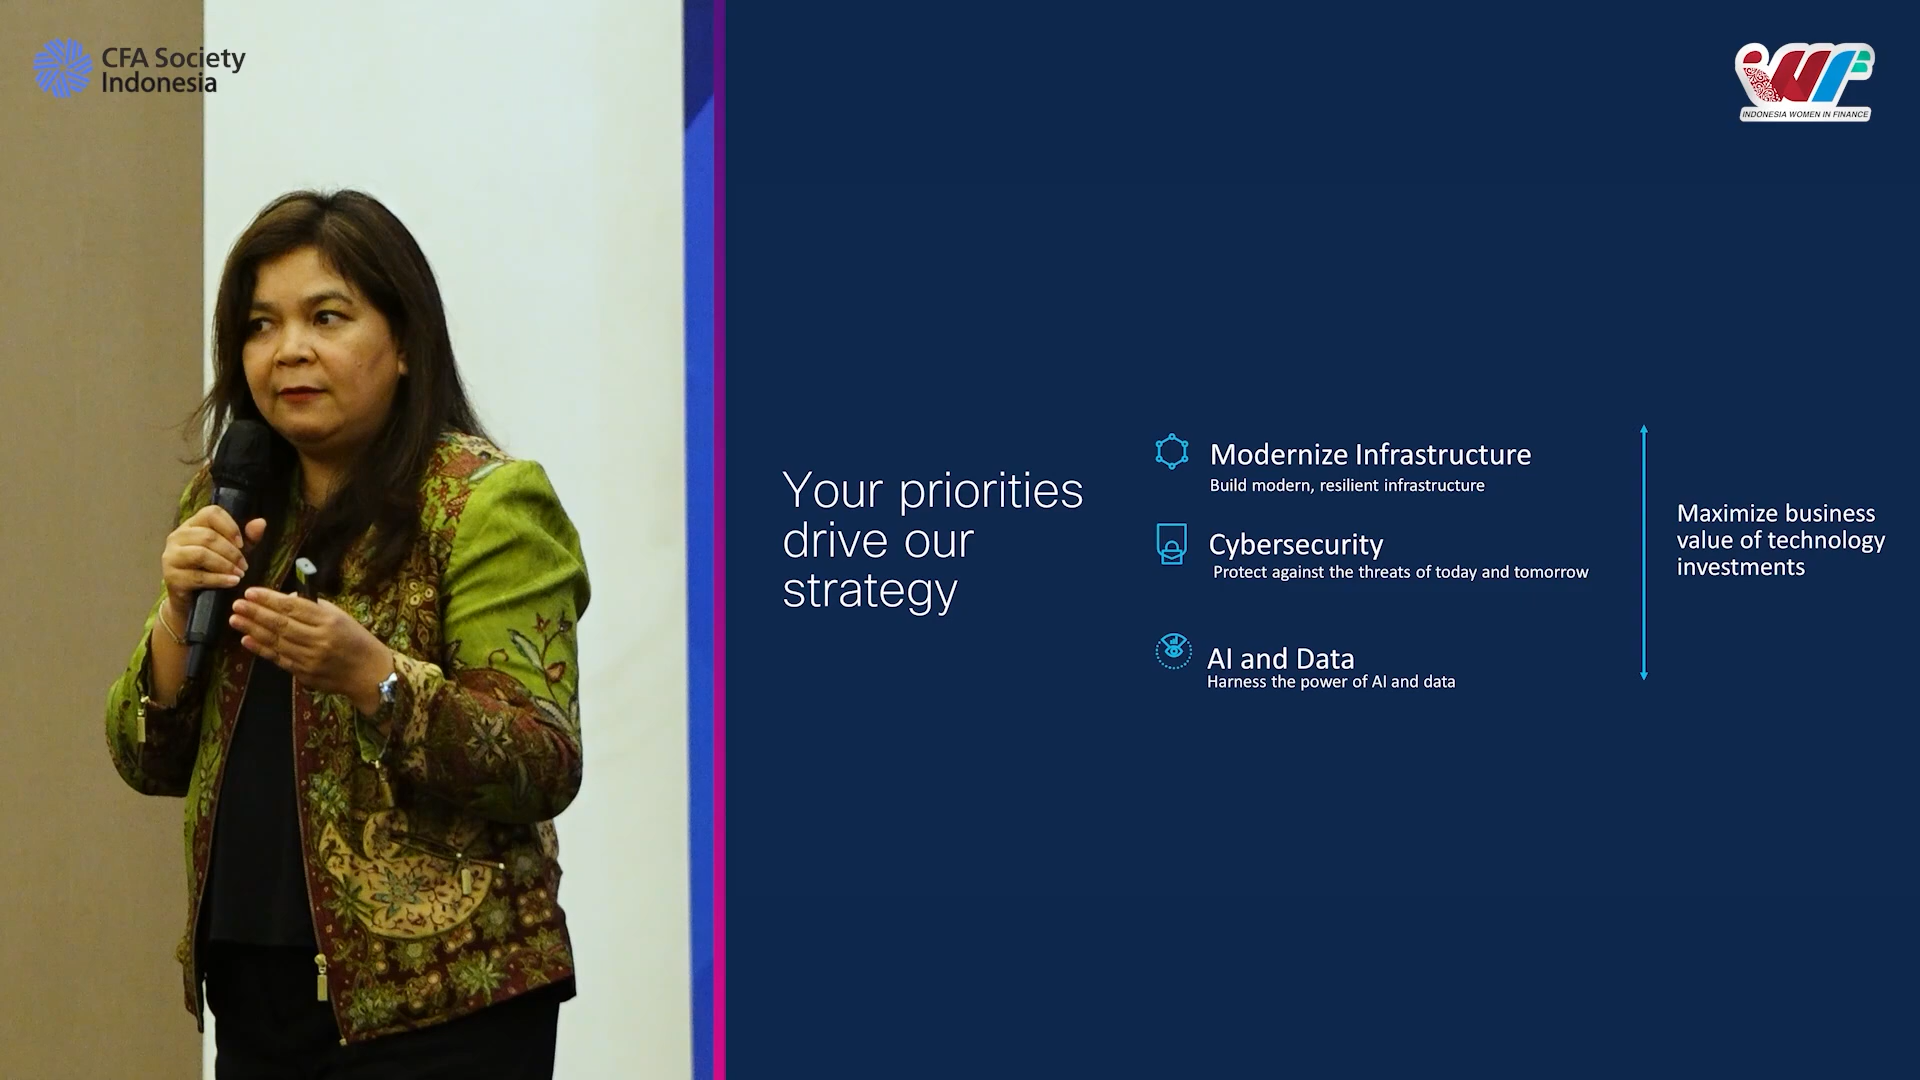 CFA Society
Indonesia
INDONESIA WOMEN IN FINANCE
Your priorities
drive our
strategy
Modernize Infrastructure
Build modern, resilient infrastructure
Cybersecurity
Protect against the threats of today and tomorrow
AI and Data
Harness the power of AI and data
Maximize business
value of technology
investments